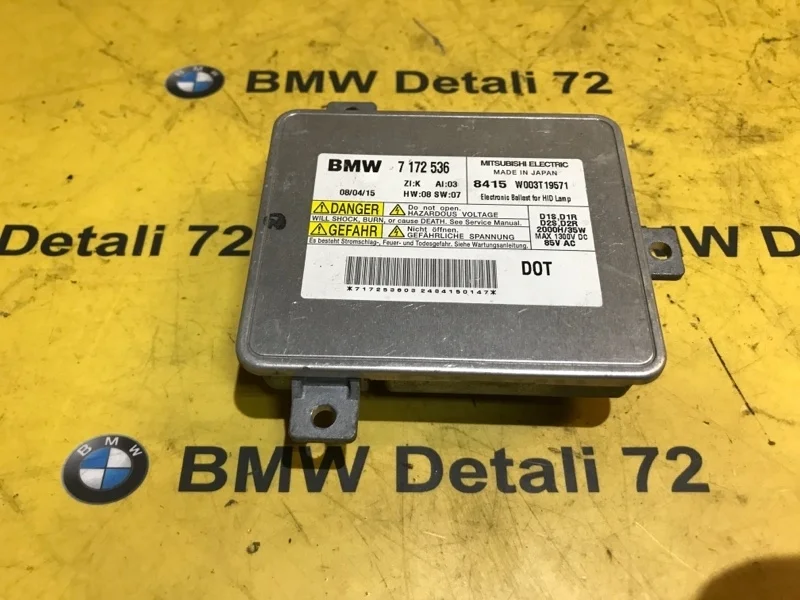 BMW Detali 72
BMW 7 172 536
ZI:K AI:03
08/04/15 HW:08 SW:07
MITSUBISHI ELECTRIC
MADE IN JAPAN
8415 W003T19571
Electronic Ballast for HID Lamp
DANGER Do not open.
HAZARDOUS VOLTAGE
WILL SHOCK, BURN, or cause DEATH. See Service Manual.
GEFAHR Nicht öffnen.
GEFÄHRLICHE SPANNUNG
Es besteht Stromschlag-, Feuer- und Todesgefahr. Siehe Wartungsanleitung.
D1S,D1R
D2S,D2R
2000H/35W
MAX 1300V DC
85V AC
DOT
BMW Detali 72
BMW
BMW Detali 72